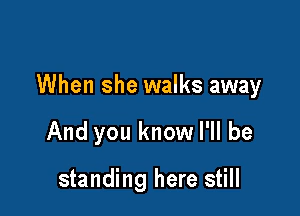 When she walks away
And you know I'll be
standing here still